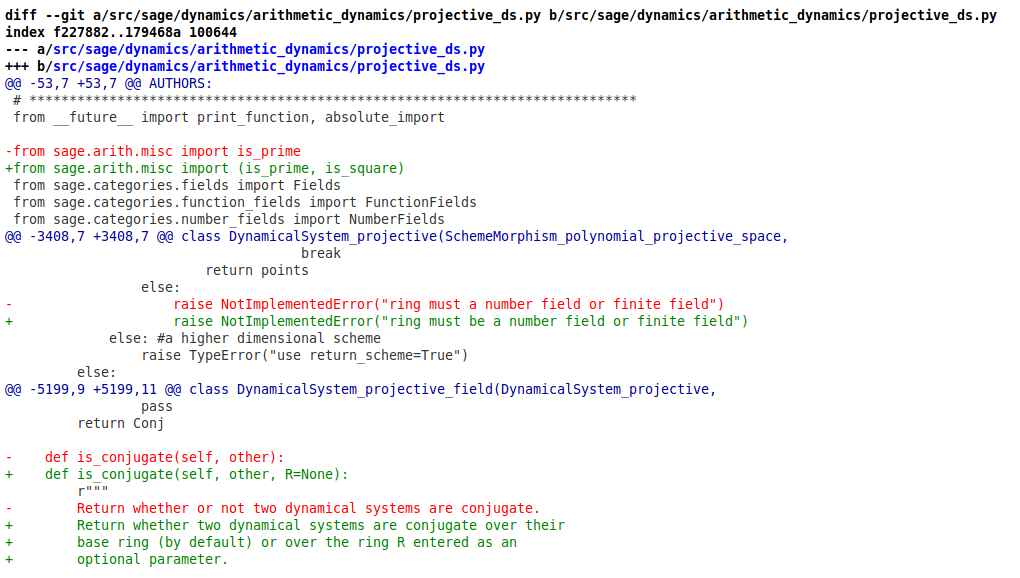 diff --git a/src/sage/dynamics/arithmetic_dynamics/projective_ds.py b/src/sage/dynamics/arithmetic_dynamics/projective_ds.py
index f227882..179468a 100644
--- a/src/sage/dynamics/arithmetic_dynamics/projective_ds.py
+++ b/src/sage/dynamics/arithmetic_dynamics/projective_ds.py
@@ -53,7 +53,7 @@ AUTHORS:
 # ****************************************************************************
 from __future__ import print_function, absolute_import

-from sage.arith.misc import is_prime
+from sage.arith.misc import (is_prime, is_square)
 from sage.categories.fields import Fields
 from sage.categories.function_fields import FunctionFields
 from sage.categories.number_fields import NumberFields
@@ -3408,7 +3408,7 @@ class DynamicalSystem_projective(SchemeMorphism_polynomial_projective_space,
                                     break
                         return points
                 else:
-                    raise NotImplementedError("ring must a number field or finite field")
+                    raise NotImplementedError("ring must be a number field or finite field")
             else: #a higher dimensional scheme
                 raise TypeError("use return_scheme=True")
         else:
@@ -5199,9 +5199,11 @@ class DynamicalSystem_projective_field(DynamicalSystem_projective,
                 pass
         return Conj

-    def is_conjugate(self, other):
+    def is_conjugate(self, other, R=None):
         r"""
-        Return whether or not two dynamical systems are conjugate.
+        Return whether two dynamical systems are conjugate over their
+        base ring (by default) or over the ring R entered as an
+        optional parameter.